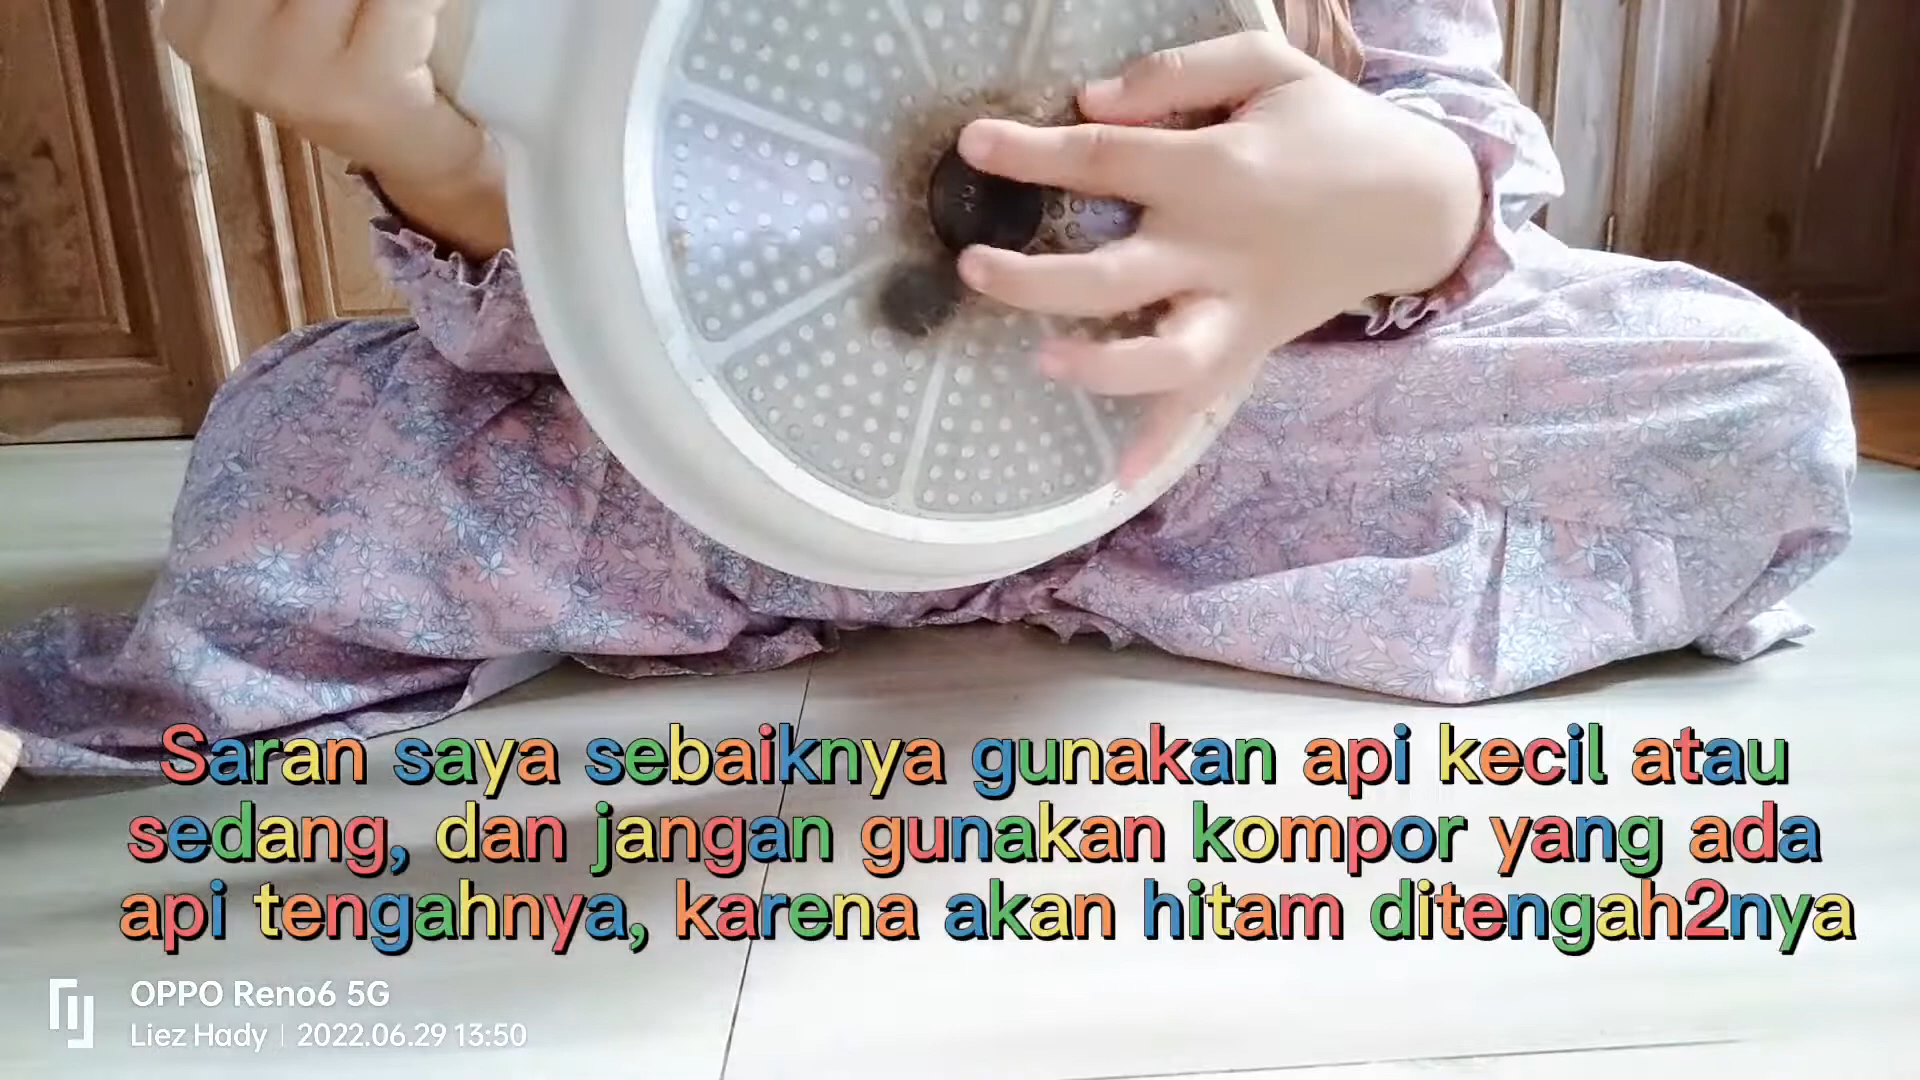 Saran saya sebaiknya gunakan api kecil atau
sedang, dan jangan gunakan kompor yang ada
api tengahnya, karena akan hitam ditengah2nya
OPPO Reno6 5G
Liez Hady | 2022.06.29 13:50